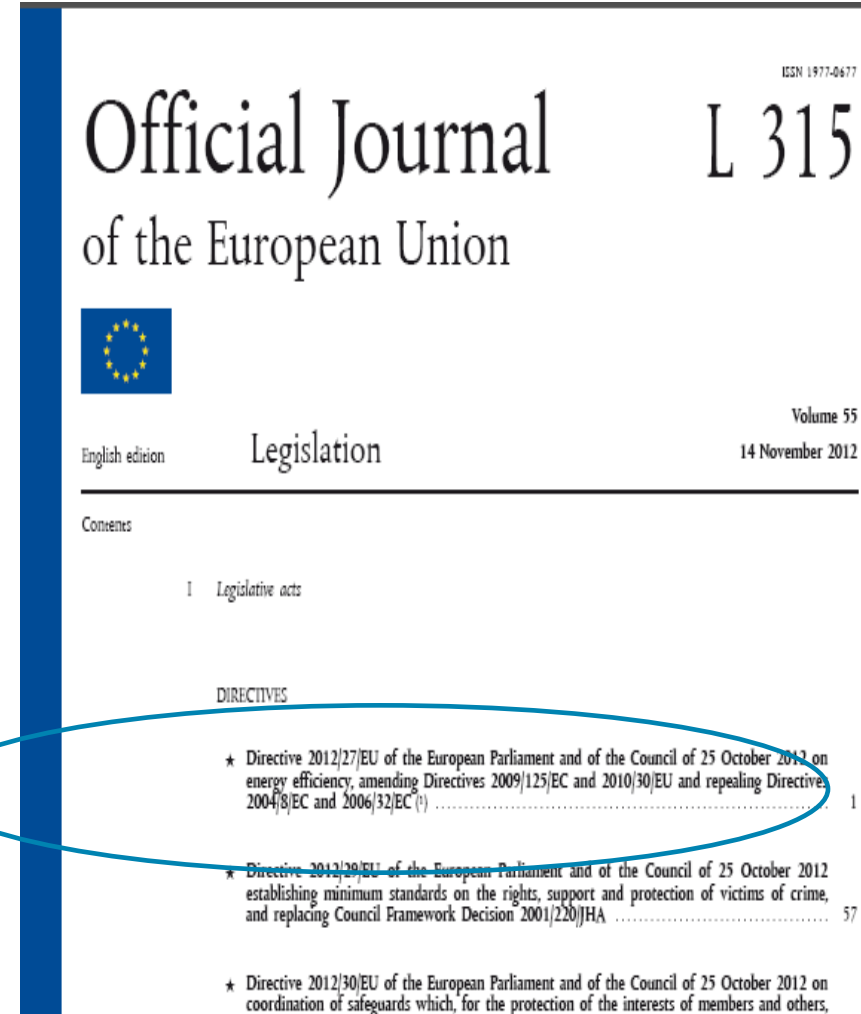 ISSN 1977-0677
Official Journal L 315
of the European Union
Volume 55
English edition Legislation 14 November 2012
Contents
I Legislative acts
DIRECTIVES
★ Directive 2012/27/EU of the European Parliament and of the Council of 25 October 2012 on
energy efficiency, amending Directives 2009/125/EC and 2010/30/EU and repealing Directives
2004/8/EC and 2006/32/EC (¹) ........................................................................ 1
★ Directive 2012/29/EU of the European Parliament and of the Council of 25 October 2012
establishing minimum standards on the rights, support and protection of victims of crime,
and replacing Council Framework Decision 2001/220/JHA ....................................... 57
★ Directive 2012/30/EU of the European Parliament and of the Council of 25 October 2012 on
coordination of safeguards which, for the protection of the interests of members and others,